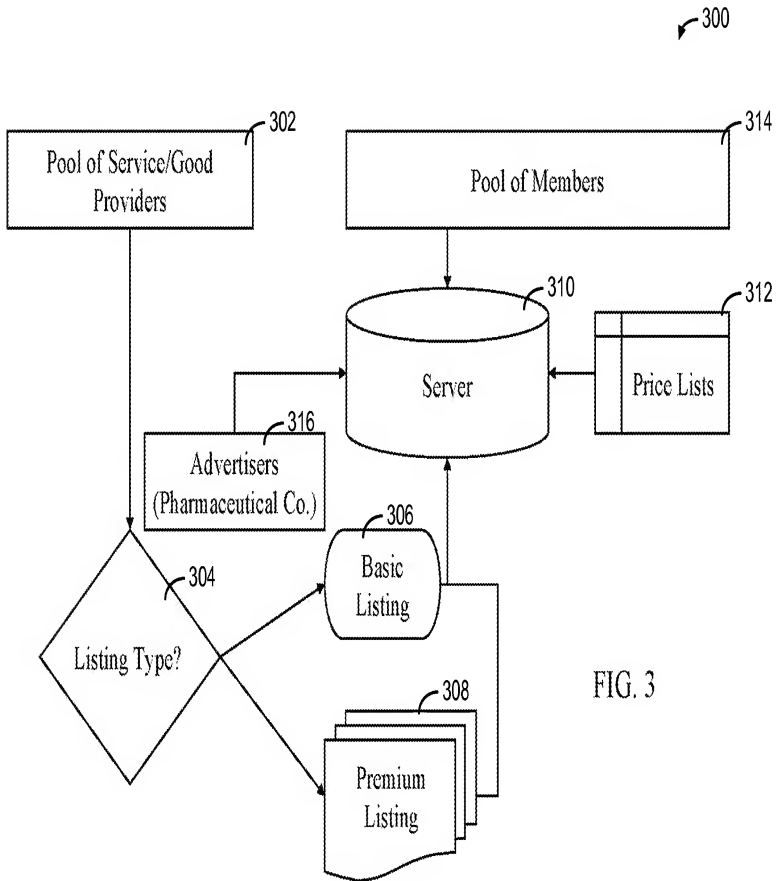 300
302
Pool of Service/Good
Providers
314
Pool of Members
310
Server
312
Price Lists
316
Advertisers
(Pharmaceutical Co.)
304
Listing Type?
306
Basic
Listing
308
Premium
Listing
FIG. 3